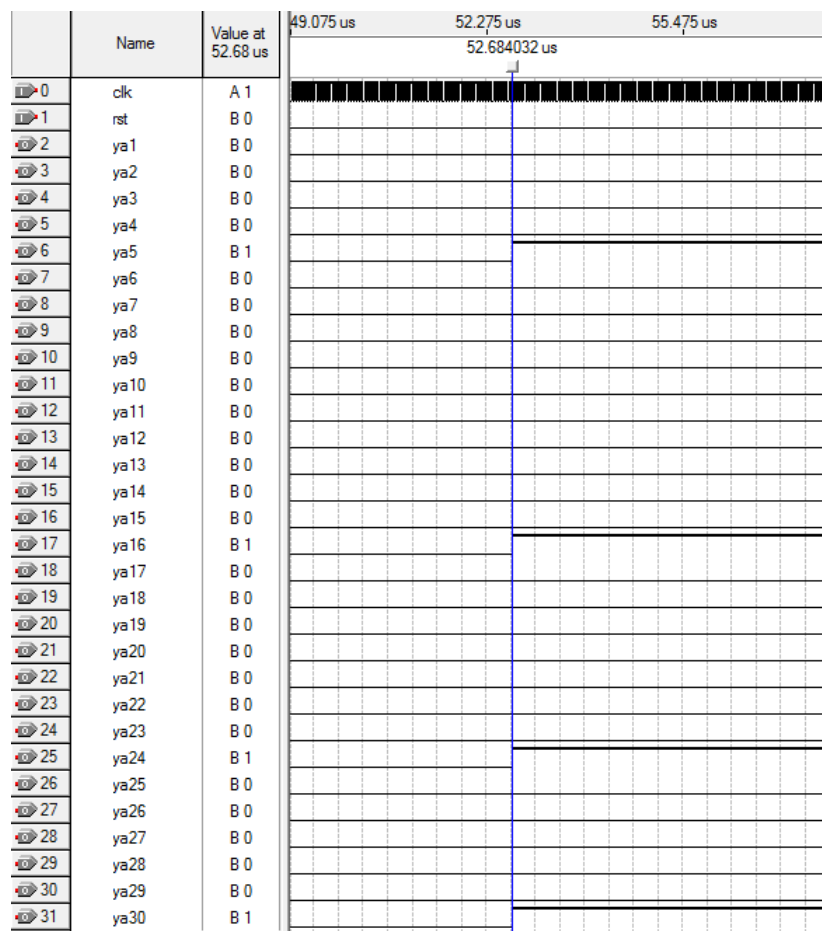 49.075 us 52.275 us 55.475 us
Name Value at 52.68 us 52.684032 us
0 clk A 1
1 rst B 0
2 ya1 B 0
3 ya2 B 0
4 ya3 B 0
5 ya4 B 0
6 ya5 B 1
7 ya6 B 0
8 ya7 B 0
9 ya8 B 0
10 ya9 B 0
11 ya10 B 0
12 ya11 B 0
13 ya12 B 0
14 ya13 B 0
15 ya14 B 0
16 ya15 B 0
17 ya16 B 1
18 ya17 B 0
19 ya18 B 0
20 ya19 B 0
21 ya20 B 0
22 ya21 B 0
23 ya22 B 0
24 ya23 B 0
25 ya24 B 1
26 ya25 B 0
27 ya26 B 0
28 ya27 B 0
29 ya28 B 0
30 ya29 B 0
31 ya30 B 1